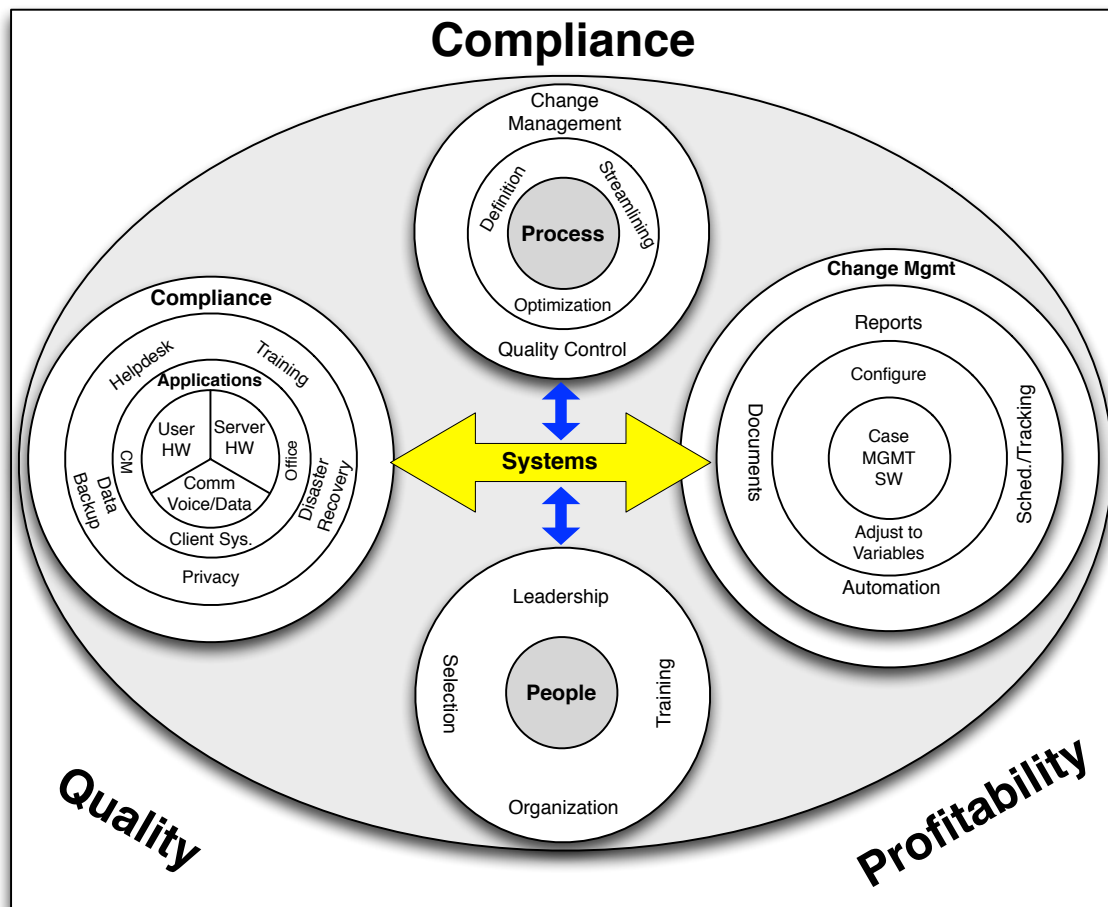 Compliance
Change
Management
Definition
Streamlining
Process
Optimization
Quality Control
Compliance
Helpdesk
Training
Applications
User
HW
Server
HW
CM
Office
Comm
Voice/Data
Data
Backup
Disaster
Recovery
Client Sys.
Privacy
Systems
Change Mgmt
Reports
Configure
Documents
Case
MGMT
SW
Sched./Tracking
Adjust to
Variables
Automation
Leadership
Selection
People
Training
Organization
Quality
Profitability